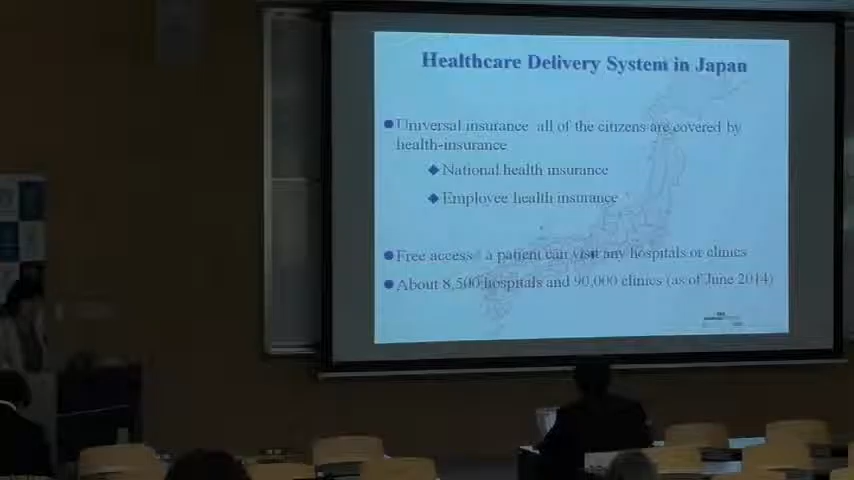 Healthcare Delivery System in Japan
●Universal insurance all of the citizens are covered by
health-insurance
◆National health insurance
◆Employee health insurance
●Free access : a patient can visit any hospitals or clinics
●About 8,500 hospitals and 90,000 clinics (as of June 2014)